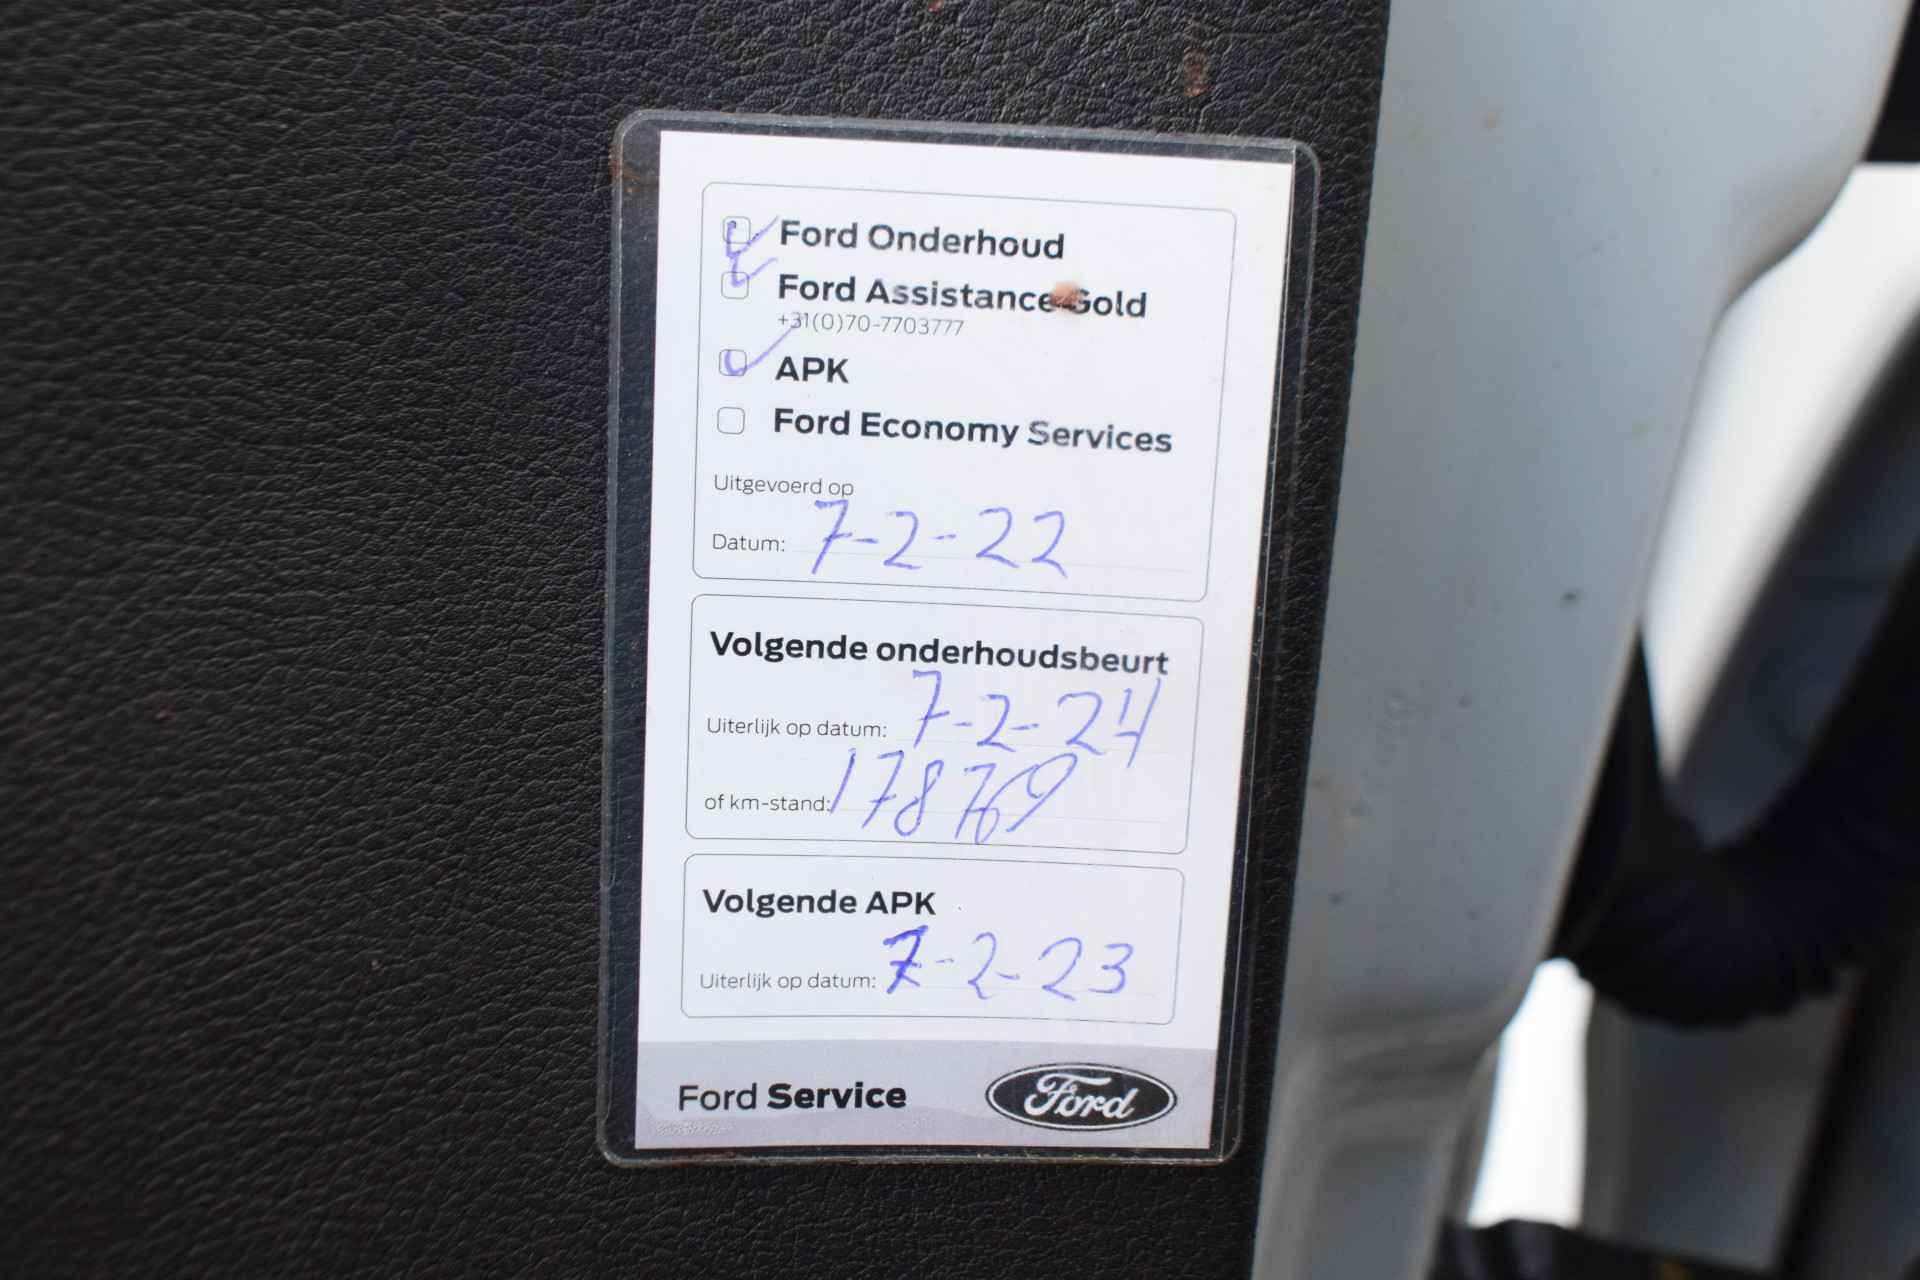 Ford Onderhoud
Ford Assistance Gold
+31(0)70-7703777
APK
Ford Economy Services
Uitgevoerd op
Datum: 7-2-22
Volgende onderhoudsbeurt
Uiterlijk op datum: 7-2-24
of km-stand: 178769
Volgende APK
Uiterlijk op datum: 7-2-23
Ford Service
Ford